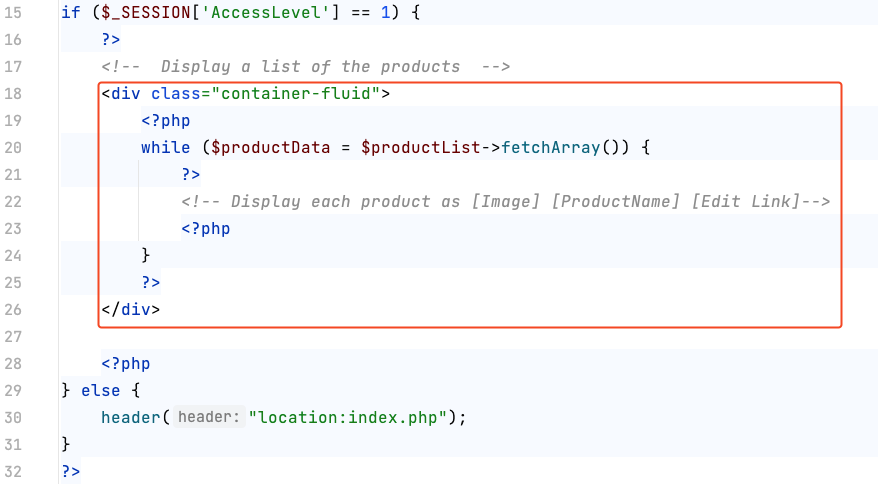 15 if ($_SESSION['AccessLevel'] == 1) {
16 ?>
17 <!--  Display a list of the products  -->
18 <div class="container-fluid">
19 <?php
20 while ($productData = $productList->fetchArray()) {
21 ?>
22 <!-- Display each product as [Image] [ProductName] [Edit Link]-->
23 <?php
24 }
25 ?>
26 </div>
27
28 <?php
29 } else {
30 header( header: "location:index.php");
31 }
32 ?>